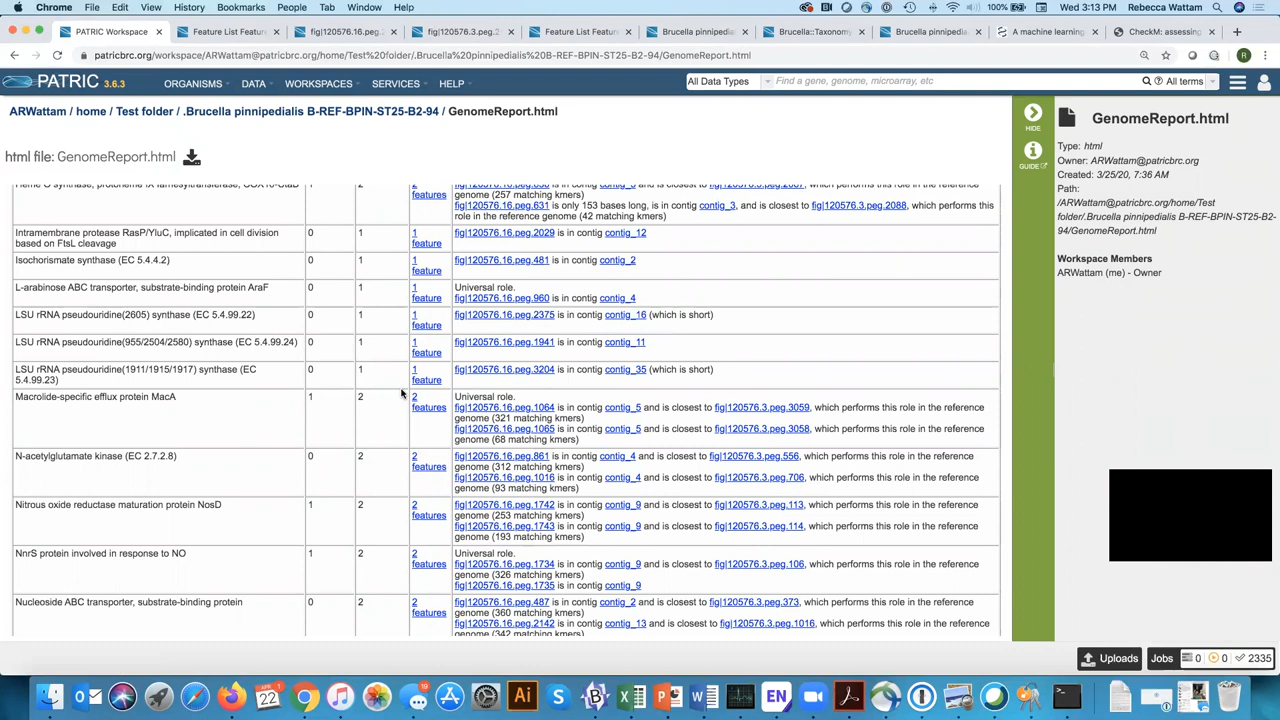 Chrome File Edit View History Bookmarks People Tab Window Help 100% Wed 3:13 PM Rebecca Wattam
PATRIC Workspace Feature List Feature fig|120576.16.peg. fig|120576.3.peg.2 Feature List Feature Brucella pinnipedi Brucella::Taxonomy Brucella pinnipedia A machine learning CheckM: assessing
patricbrc.org/workspace/ARWattam@patricbrc.org/home/Test%20folder/.Brucella%20pinnipedialis%20B-REF-BPIN-ST25-B2-94/GenomeReport.html
PATRIC 3.6.3 ORGANISMS DATA WORKSPACES SERVICES HELP All Data Types Find a gene, genome, microarray, etc All terms
ARWattam / home / Test folder / .Brucella pinnipedialis B-REF-BPIN-ST25-B2-94 / GenomeReport.html
html file: GenomeReport.html
HIDE
GUIDE
GenomeReport.html
Type: html
Owner: ARWattam@patricbrc.org
Created: 3/25/20, 7:36 AM
Path:
/ARWattam@patricbrc.org/home/Test
folder/.Brucella pinnipedialis B-REF-BPIN-ST25-B2-
94/GenomeReport.html
Workspace Members
ARWattam (me) - Owner
1 2 2
features
genome (257 matching kmers)
fig|120576.16.peg.631 is only 153 bases long, is in contig_3, and is closest to fig|120576.3.peg.2088, which performs this
role in the reference genome (42 matching kmers)
Intramembrane protease RasP/YluC, implicated in cell division 0 1 1 fig|120576.16.peg.2029 is in contig_12
based on FtsL cleavage feature
Isochorismate synthase (EC 5.4.4.2) 0 1 1 fig|120576.16.peg.481 is in contig_2
feature
L-arabinose ABC transporter, substrate-binding protein AraF 0 1 1 Universal role.
feature fig|120576.16.peg.960 is in contig_4
LSU rRNA pseudouridine(2605) synthase (EC 5.4.99.22) 0 1 1 fig|120576.16.peg.2375 is in contig_16 (which is short)
feature
LSU rRNA pseudouridine(955/2504/2580) synthase (EC 5.4.99.24) 0 1 1 fig|120576.16.peg.1941 is in contig_11
feature
LSU rRNA pseudouridine(1911/1915/1917) synthase (EC 0 1 1 fig|120576.16.peg.3204 is in contig_35 (which is short)
5.4.99.23) feature
Macrolide-specific efflux protein MacA 1 2 2 Universal role.
features fig|120576.16.peg.1064 is in contig_5 and is closest to fig|120576.3.peg.3059, which performs this role in the reference
genome (321 matching kmers)
fig|120576.16.peg.1065 is in contig_5 and is closest to fig|120576.3.peg.3058, which performs this role in the reference
genome (68 matching kmers)
N-acetylglutamate kinase (EC 2.7.2.8) 0 2 2 fig|120576.16.peg.861 is in contig_4 and is closest to fig|120576.3.peg.556, which performs this role in the reference
features genome (312 matching kmers)
fig|120576.16.peg.1016 is in contig_4 and is closest to fig|120576.3.peg.706, which performs this role in the reference
genome (93 matching kmers)
Nitrous oxide reductase maturation protein NosD 1 2 2 fig|120576.16.peg.1742 is in contig_9 and is closest to fig|120576.3.peg.113, which performs this role in the reference
features genome (253 matching kmers)
fig|120576.16.peg.1743 is in contig_9 and is closest to fig|120576.3.peg.114, which performs this role in the reference
genome (193 matching kmers)
NnrS protein involved in response to NO 1 2 2 Universal role.
features fig|120576.16.peg.1734 is in contig_9 and is closest to fig|120576.3.peg.106, which performs this role in the reference
genome (326 matching kmers)
fig|120576.16.peg.1735 is in contig_9
Nucleoside ABC transporter, substrate-binding protein 0 2 2 fig|120576.16.peg.487 is in contig_2 and is closest to fig|120576.3.peg.373, which performs this role in the reference
features genome (360 matching kmers)
fig|120576.16.peg.2142 is in contig_13 and is closest to fig|120576.3.peg.1016, which performs this role in the reference
genome (342 matching kmers)
Uploads Jobs 0 0 2335